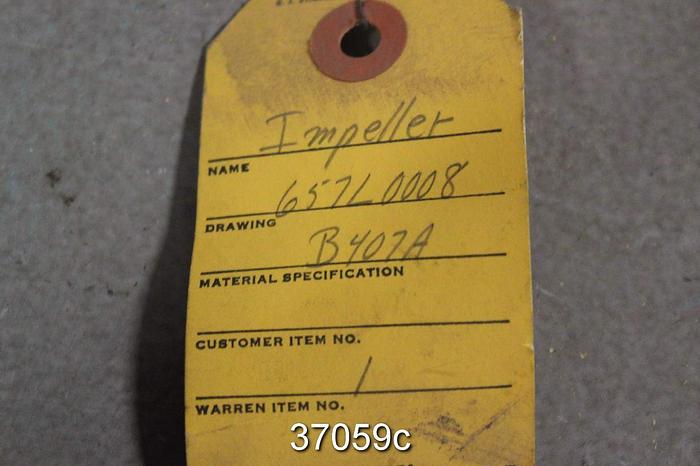 Impeller
NAME
657L0008
DRAWING
B407A
MATERIAL SPECIFICATION
CUSTOMER ITEM NO.
1
WARREN ITEM NO.
37059c